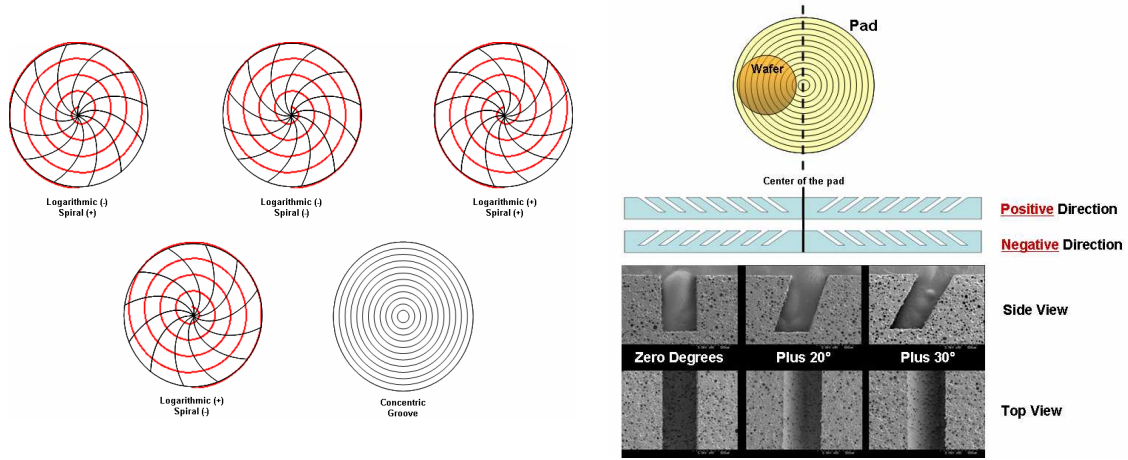 Logarithmic (-)
Spiral (+)
Logarithmic (-)
Spiral (-)
Logarithmic (+)
Spiral (+)
Logarithmic (+)
Spiral (-)
Concentric
Groove
Pad
Wafer
Center of the pad
Positive Direction
Negative Direction
Side View
Zero Degrees
Plus 20°
Plus 30°
Top View